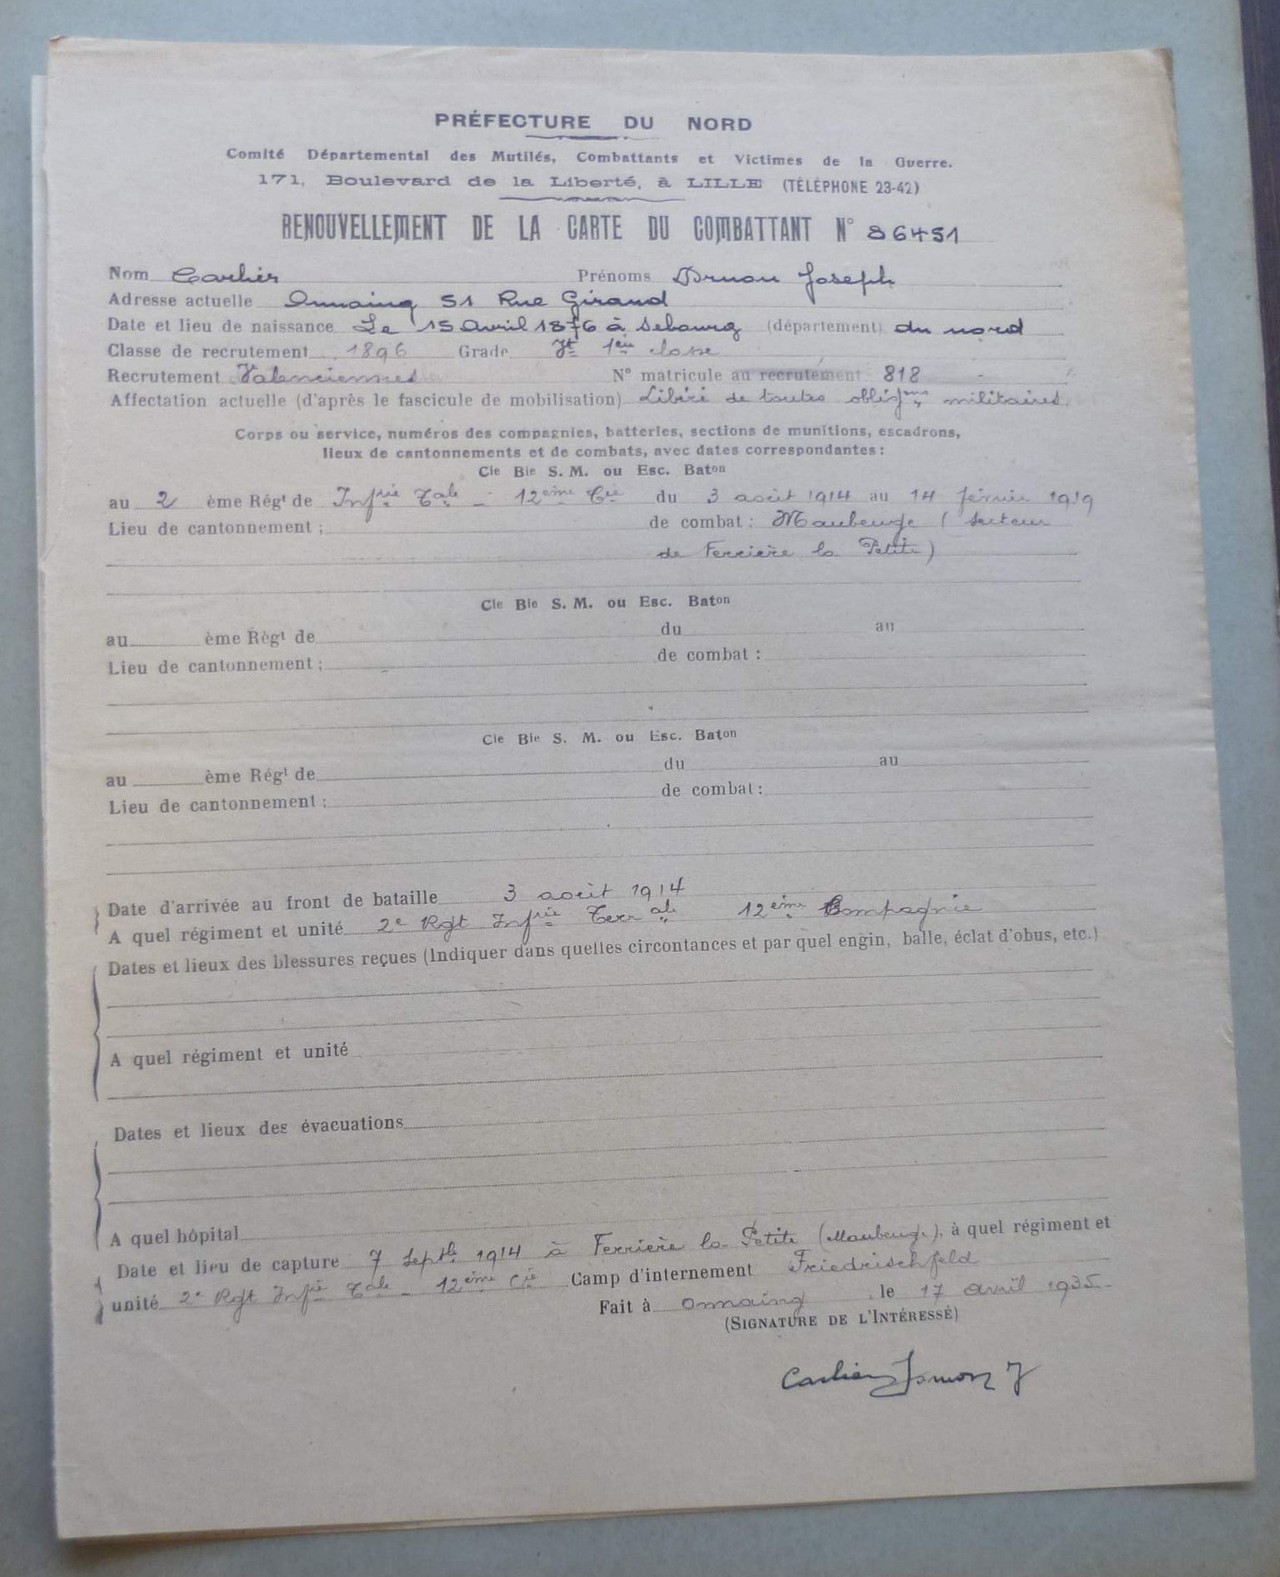 PRÉFECTURE DU NORD
Comité Départemental des Mutilés, Combattants et Victimes de la Guerre.
171, Boulevard de la Liberté, à LILLE (TÉLÉPHONE 23-42)
RENOUVELLEMENT DE LA CARTE DU COMBATTANT N° 86451
Nom Carlier Prénoms Druon Joseph
Adresse actuelle Onnaing 51 Rue Giraud
Date et lieu de naissance Le 15 Avril 1876 à Sebourg (département) du nord
Classe de recrutement 1896 Grade 1ere classe
Recrutement Valenciennes N° matricule au recrutement 818
Affectation actuelle (d'après le fascicule de mobilisation) Libéré de toutes militaires
Corps ou service, numéros des compagnies, batteries, sections de munitions, escadrons,
lieux de cantonnements et de combats, avec dates correspondantes :
Cie Bie S. M. ou Esc. Baton
au 2 ème Régt de Infrie Tale - 12ème Cie du 3 août 1914 au 14 février 1919
Lieu de cantonnement : de combat : Maubeuge ( secteur
de Ferrière la Petite )
Cie Bie S. M. ou Esc. Baton
au ème Règt de du au
Lieu de cantonnement : de combat :
Cie Bie S. M. ou Esc. Baton
au ème Régt de du au
Lieu de cantonnement : de combat :
Date d'arrivée au front de bataille 3 août 1914
A quel régiment et unité 2e Rgt Infrie Terrale 12ème Compagnie
Dates et lieux des blessures reçues (Indiquer dans quelles circontances et par quel engin, balle, éclat d'obus, etc.)
A quel régiment et unité
Dates et lieux des évacuations
A quel hôpital
Date et lieu de capture 7 Septbre 1914 à Ferrière la Petite (Maubeuge), à quel régiment et
unité 2e Rgt Infrie Tale - 12ème Cie Camp d'internement Friedrischfeld
Fait à Onnaing, le 17 avril 1935
(SIGNATURE DE L'INTÉRESSÉ)
Carlier J